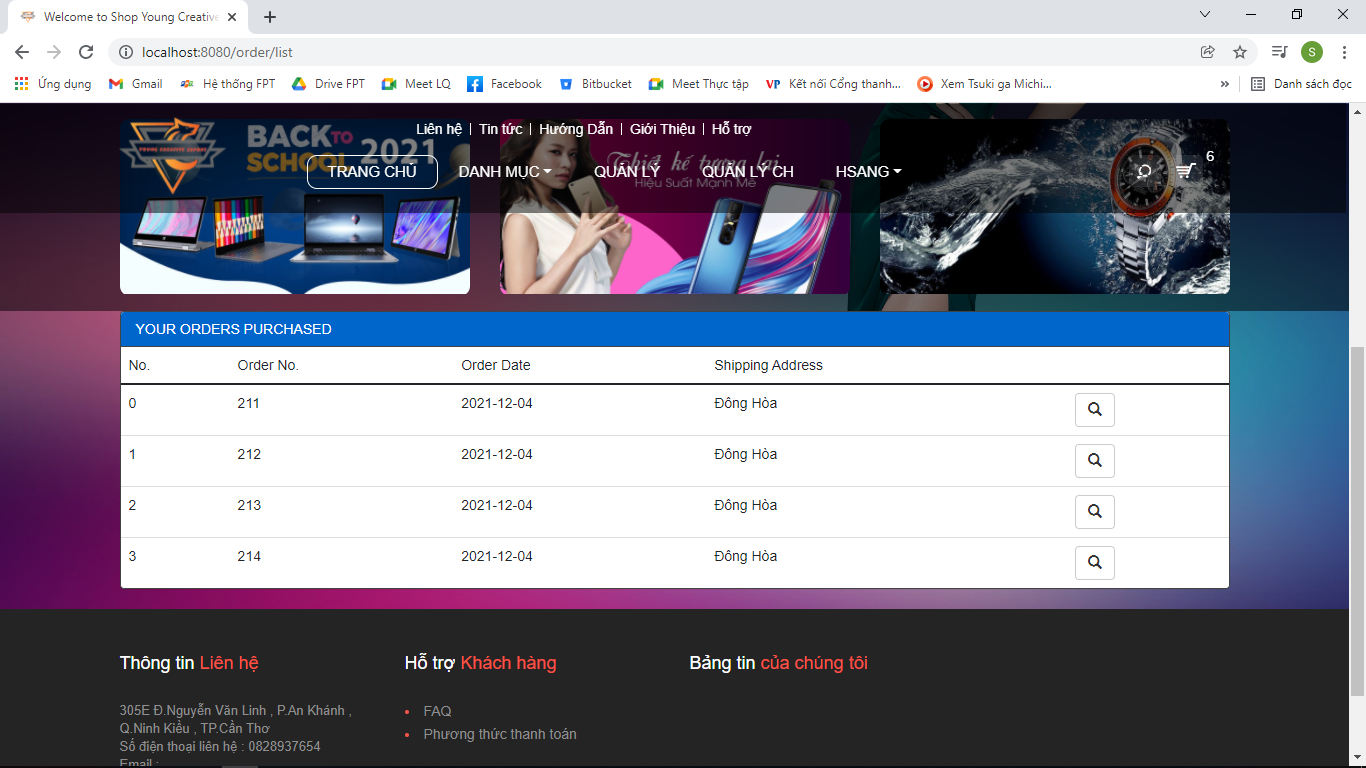 Welcome to Shop Young Creative
localhost:8080/order/list
S
Ứng dụng Gmail Hệ thống FPT Drive FPT Meet LQ Facebook Bitbucket Meet Thực tập VP Kết nối Cổng thanh... Xem Tsuki ga Michi... » Danh sách đọc
Liên hệ | Tin tức | Hướng Dẫn | Giới Thiệu | Hỗ trợ
BACK TO
SCHOOL 2021
Thiết kế tương lai
Hiệu Suất Mạnh Mẽ
TRANG CHỦ DANH MỤC QUẢN LÝ QUẢN LÝ CH HSANG 6
YOUR ORDERS PURCHASED
No. Order No. Order Date Shipping Address
0 211 2021-12-04 Đông Hòa
1 212 2021-12-04 Đông Hòa
2 213 2021-12-04 Đông Hòa
3 214 2021-12-04 Đông Hòa
Thông tin Liên hệ
305E Đ.Nguyễn Văn Linh , P.An Khánh ,
Q.Ninh Kiều , TP.Cần Thơ
Số điện thoại liên hệ : 0828937654
Email :
Hỗ trợ Khách hàng
FAQ
Phương thức thanh toán
Bảng tin của chúng tôi